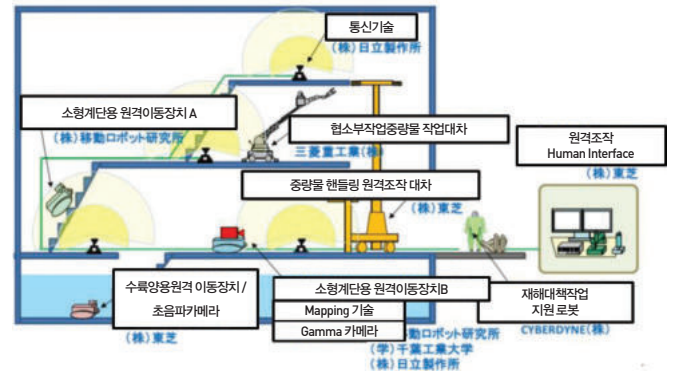 통신기술
(株)日立製作所
소형계단용 원격이동장치 A
(株)移動ロボット研究所
협소부작업중량물 작업대차
三菱重工業(株)
원격조작
Human Interface
(株)東芝
중량물 핸들링 원격조작 대차
(株)東芝
수륙양용원격 이동장치 /
초음파카메라
(株)東芝
소형계단용 원격이동장치B
Mapping 기술
Gamma 카메라
動ロボット研究所
(学)千葉工業大学
(株)日立製作所
재해대책작업
지원 로봇
CYBERDYNE(株)